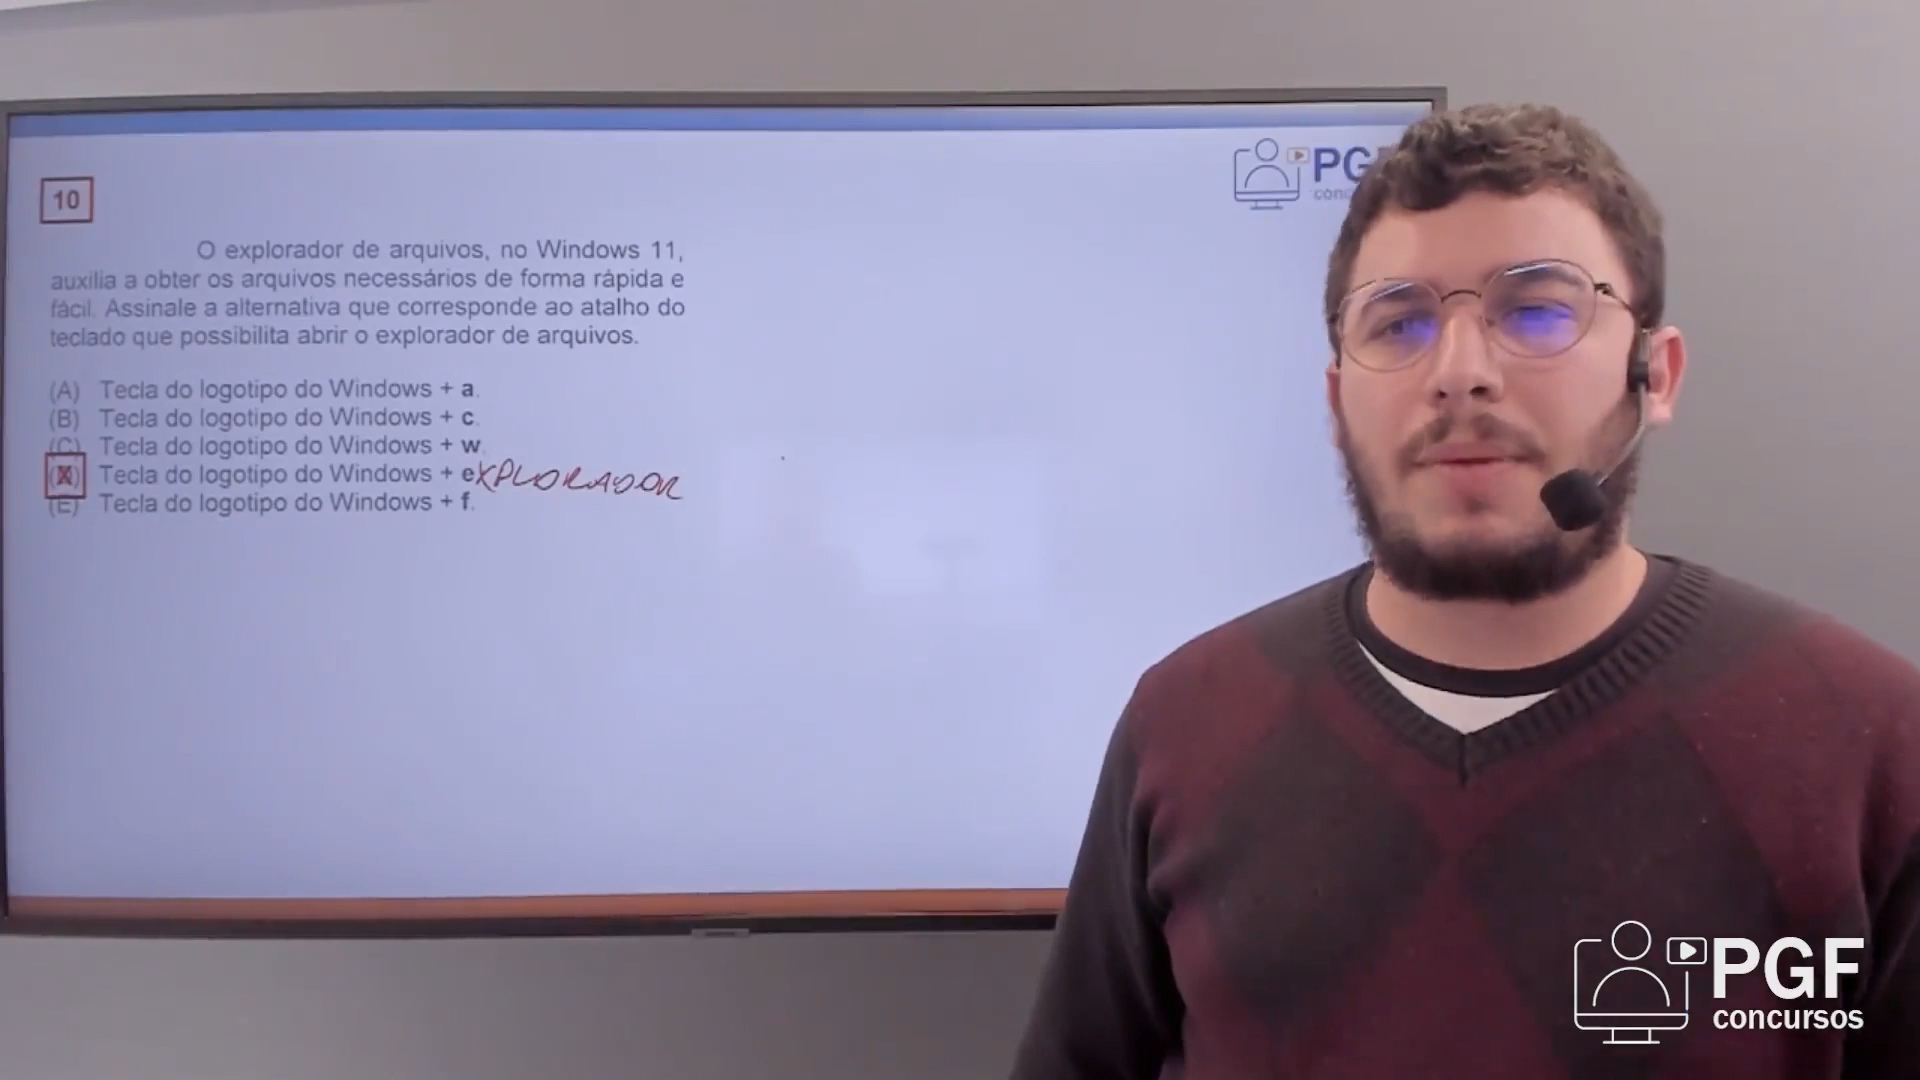 10
PG
O explorador de arquivos, no Windows 11,
auxilia a obter os arquivos necessários de forma rápida e
fácil. Assinale a alternativa que corresponde ao atalho do
teclado que possibilita abrir o explorador de arquivos.
(A) Tecla do logotipo do Windows + a.
(B) Tecla do logotipo do Windows + c.
(C) Tecla do logotipo do Windows + w.
Tecla do logotipo do Windows + eXPLORADOR
(E) Tecla do logotipo do Windows + f.
PGF
concursos